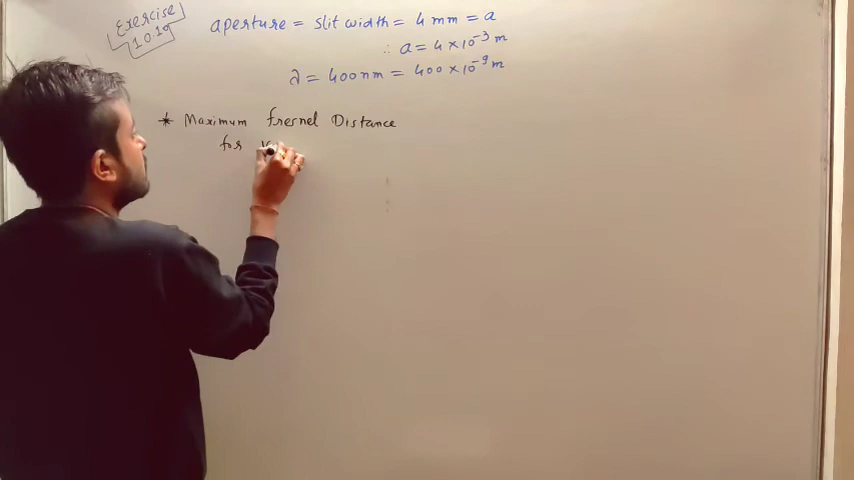 Exercise
10.19
aperture = slit width = 4 mm = a
∴ a = 4 × 10⁻³ m
λ = 400 nm = 400 × 10⁻⁹ m
* Maximum fresnel Distance
for